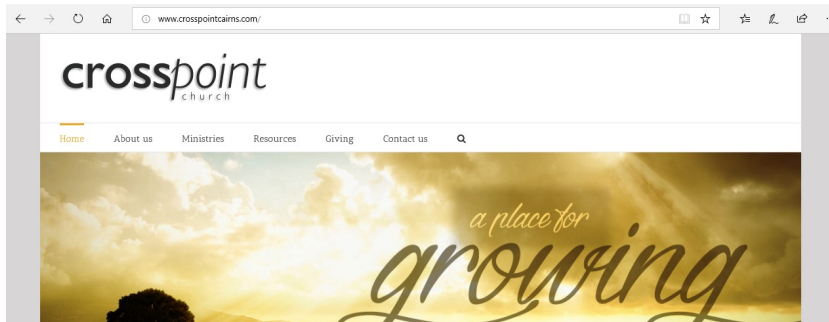 www.crosspointcairns.com/
crosspoint
church
Home About us Ministries Resources Giving Contact us
a place for
growing